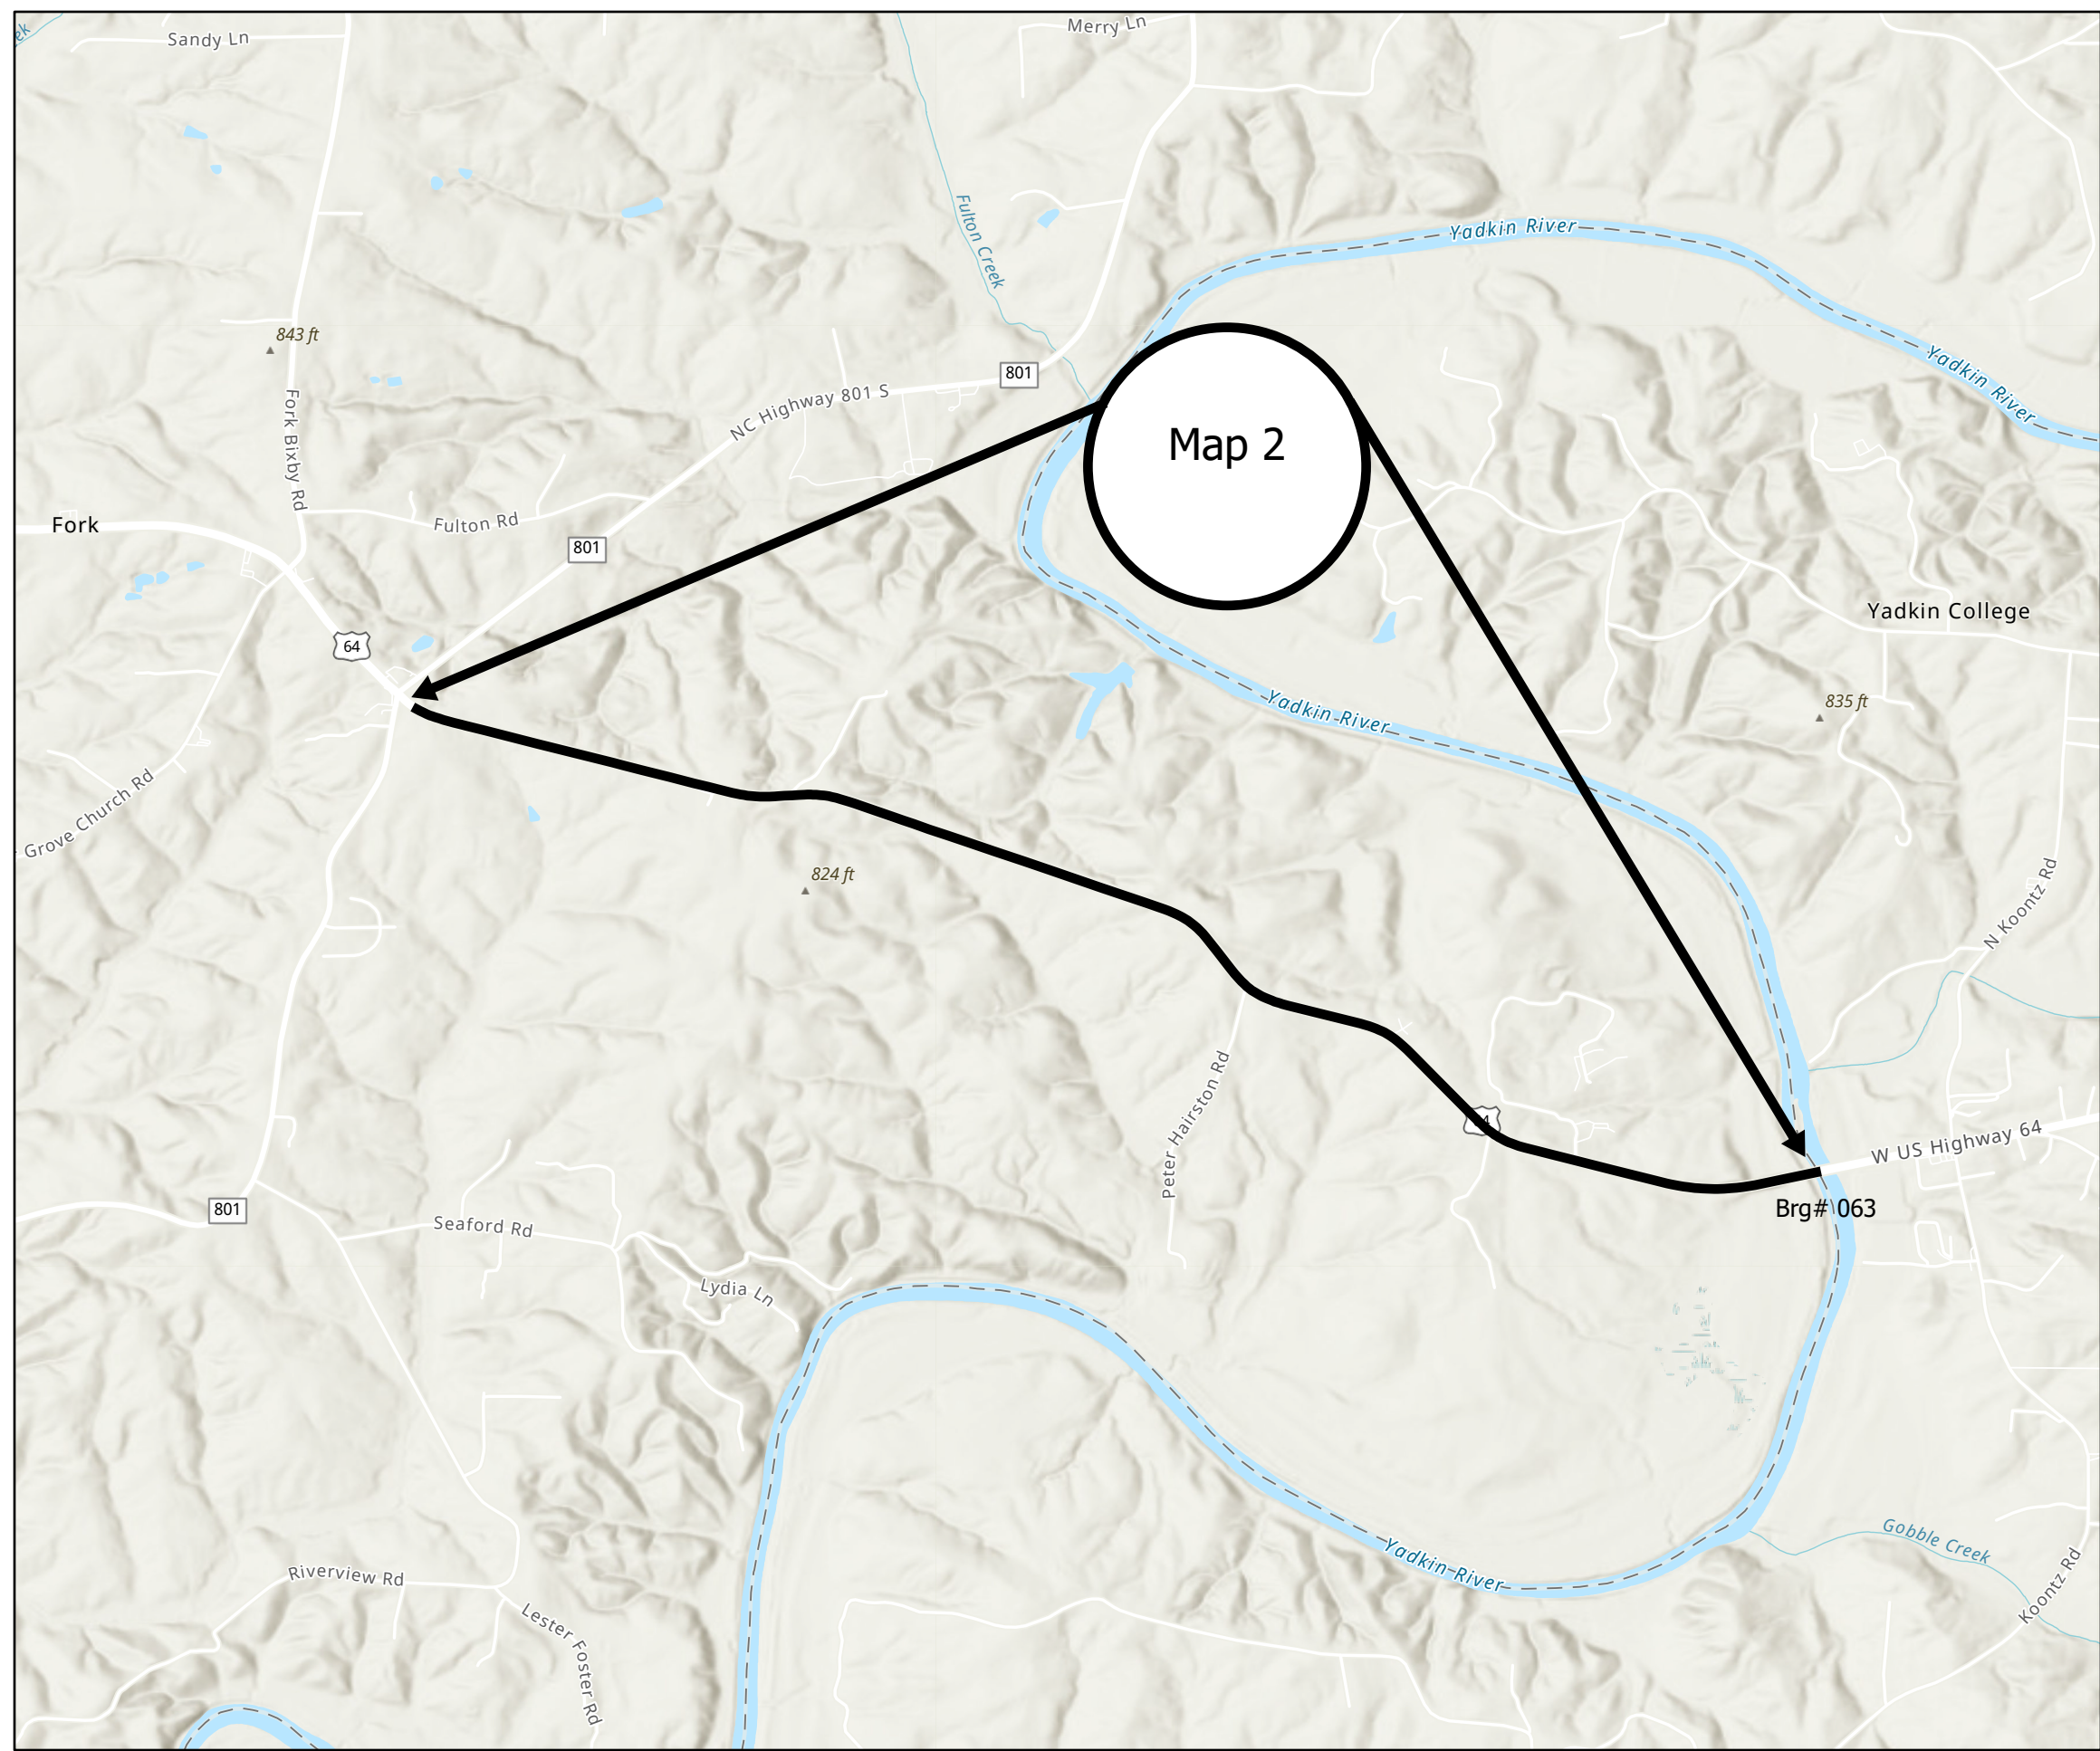 Sandy Ln
Merry Ln
Fulton Creek
Yadkin River
843 ft
Yadkin River
801
NC Highway 801 S
Fork Bixby Rd
Map 2
Fork
Fulton Rd
801
Yadkin College
64
Yadkin River
835 ft
Grove Church Rd
824 ft
N Koontz Rd
Peter Hairston Rd
W US Highway 64
801
Seaford Rd
Brg# 063
Lydia Ln
Gobble Creek
Yadkin River
Riverview Rd
Koontz Rd
Lester Foster Rd